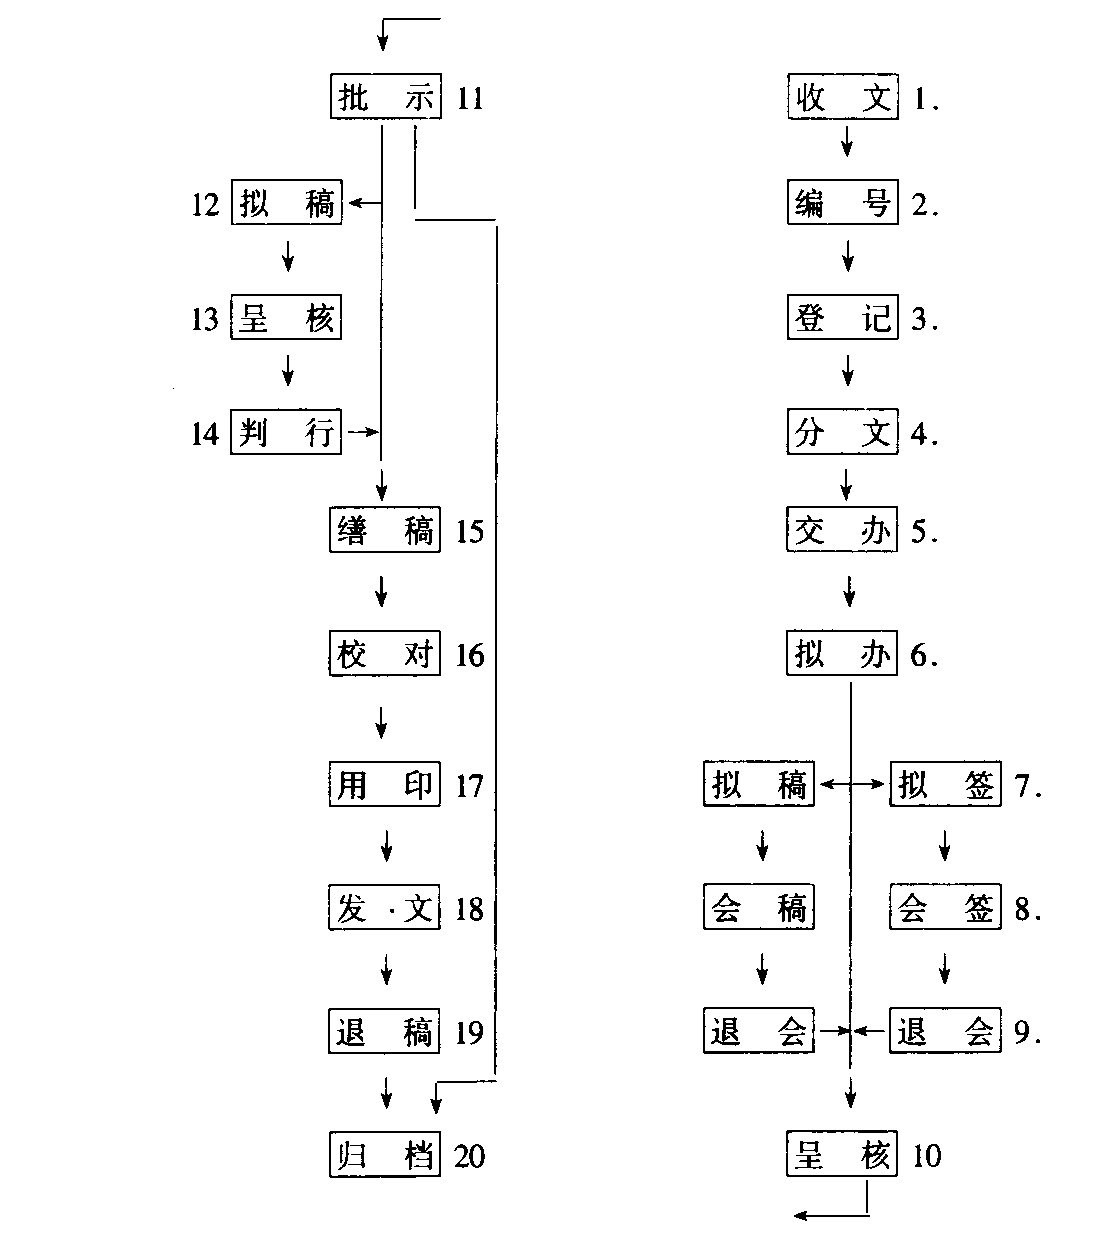 收 文 1.
编 号 2.
登 记 3.
分 文 4.
交 办 5.
拟 办 6.
拟 稿 拟 签 7.
会 稿 会 签 8.
退 会 退 会 9.
呈 核 10
批 示 11
12 拟 稿
13 呈 核
14 判 行
缮 稿 15
校 对 16
用 印 17
发 · 文 18
退 稿 19
归 档 20